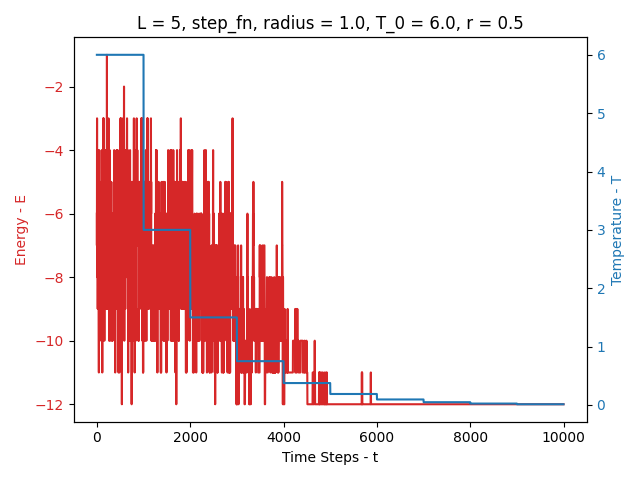 L = 5, step_fn, radius = 1.0, T_0 = 6.0, r = 0.5
Energy - E
−2
−4
−6
−8
−10
−12
6
5
4
3
2
1
0
Temperature - T
0 2000 4000 6000 8000 10000
Time Steps - t